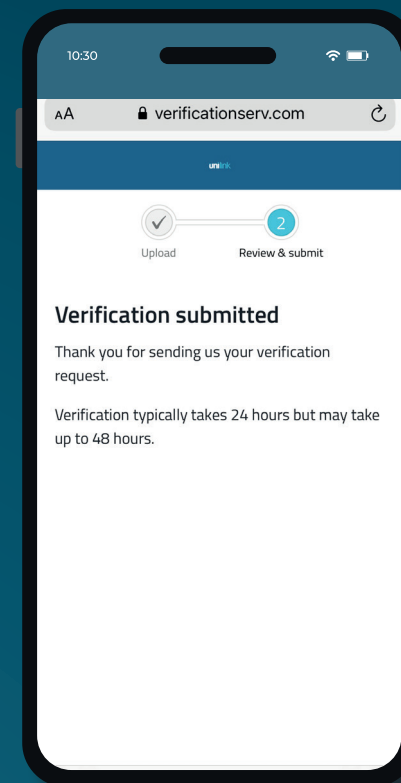 10:30
AA verificationserv.com
unilink
2
Upload Review & submit
Verification submitted
Thank you for sending us your verification
request.
Verification typically takes 24 hours but may take
up to 48 hours.